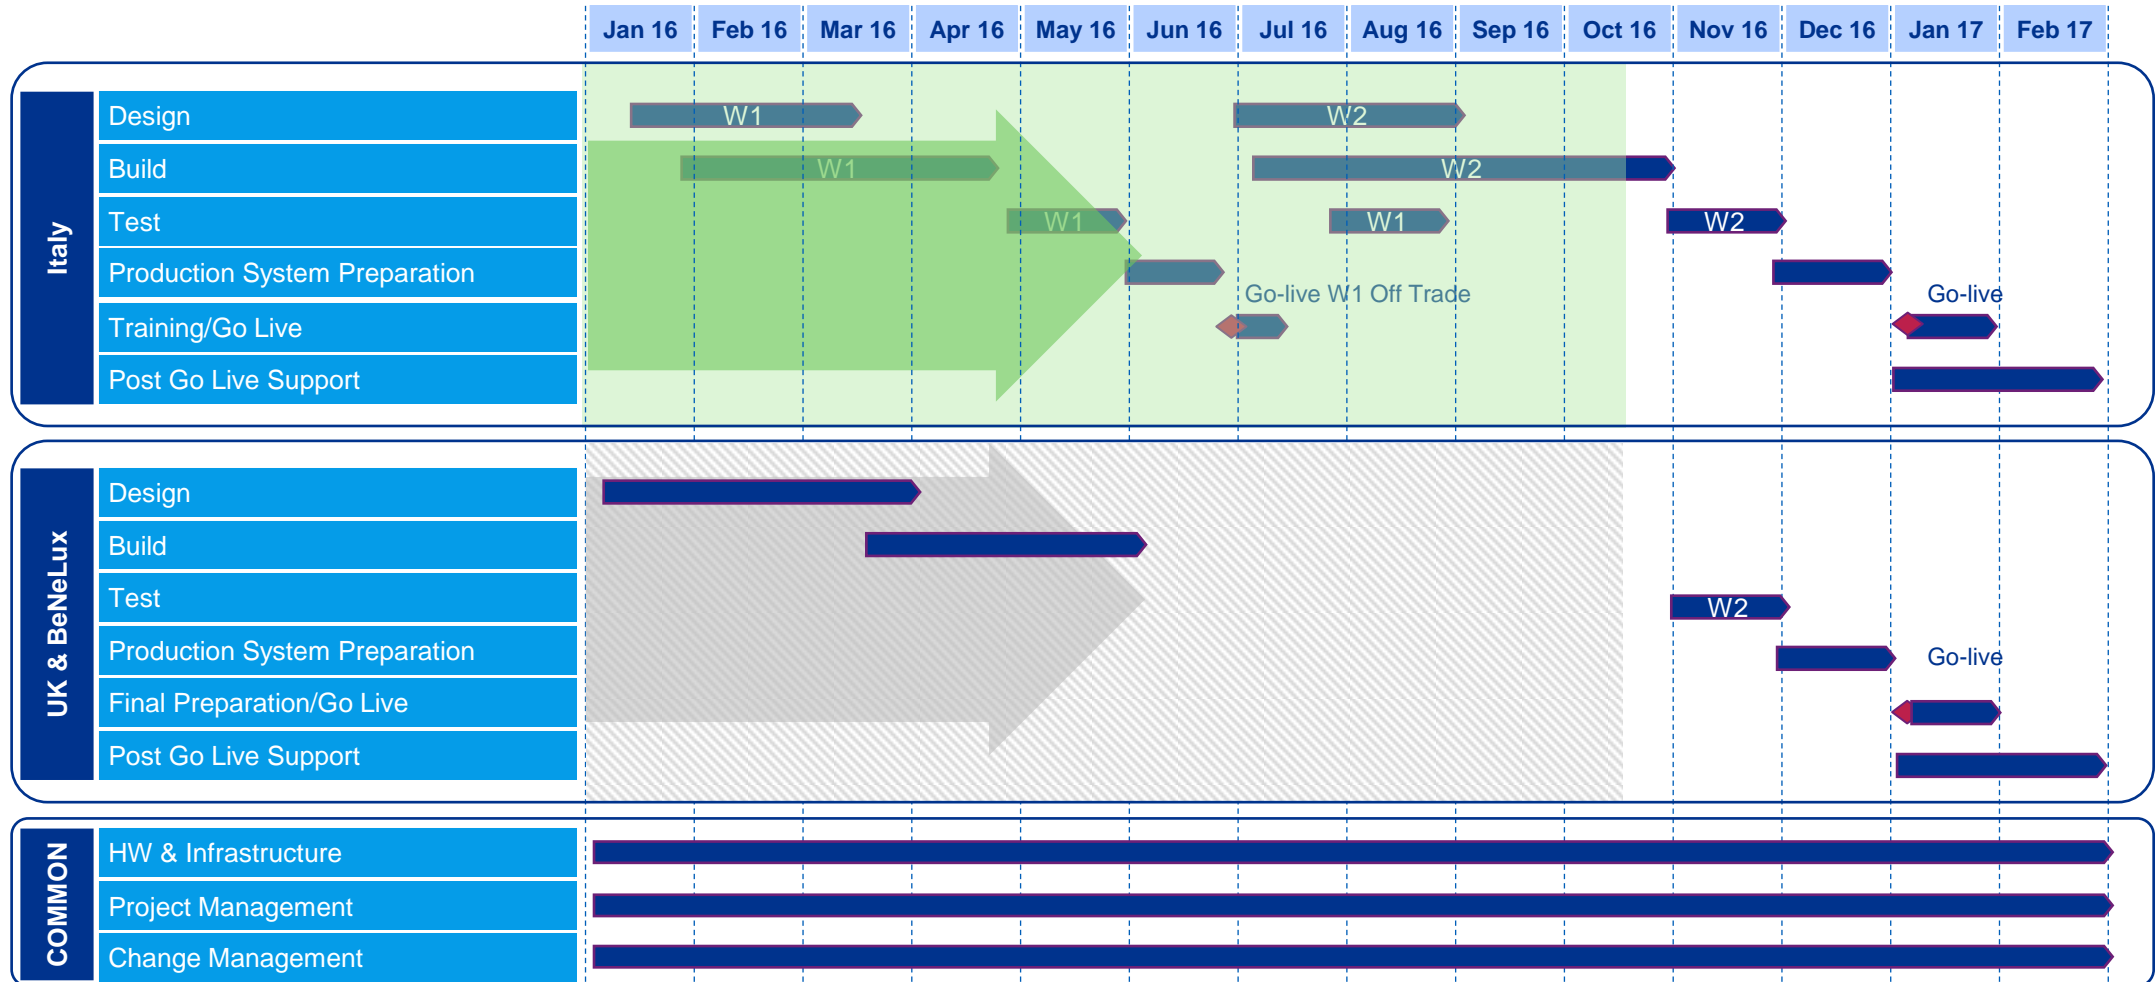 Jan 16 Feb 16 Mar 16 Apr 16 May 16 Jun 16 Jul 16 Aug 16 Sep 16 Oct 16 Nov 16 Dec 16 Jan 17 Feb 17
Italy
Design W1 W2
Build W1 W2
Test W1 W1 W2
Production System Preparation
Go-live W1 Off Trade Go-live
Training/Go Live
Post Go Live Support
UK & BeNeLux
Design
Build
Test W2
Production System Preparation Go-live
Final Preparation/Go Live
Post Go Live Support
COMMON
HW & Infrastructure
Project Management
Change Management